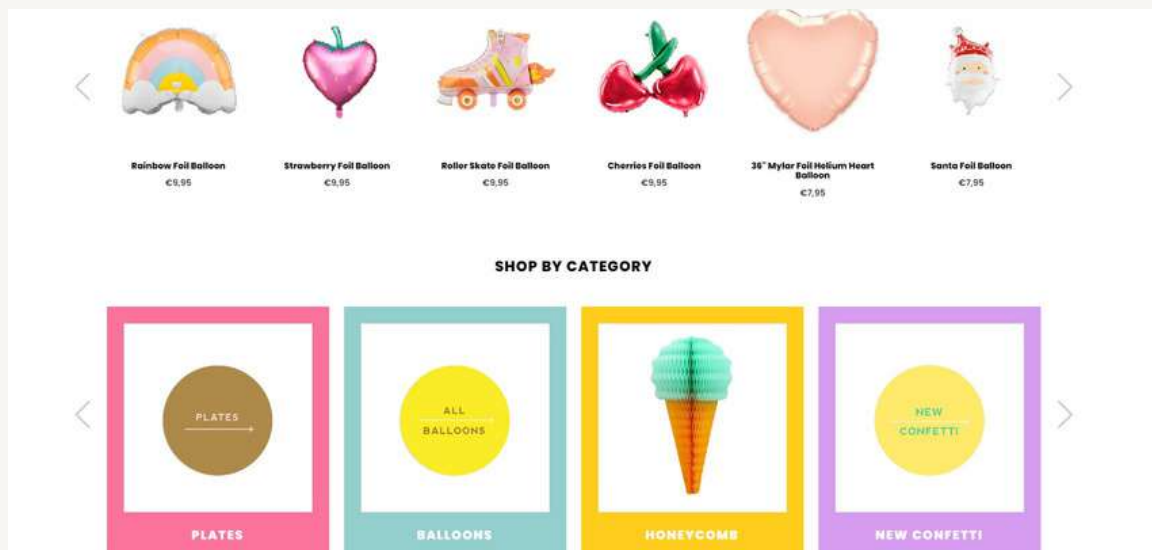 Rainbow Foil Balloon
€9,95
Strawberry Foil Balloon
€9,95
Roller Skate Foil Balloon
€9,95
Cherries Foil Balloon
€9,95
36" Mylar Foil Helium Heart
Balloon
€7,95
Santa Foil Balloon
€7,95
SHOP BY CATEGORY
PLATES
PLATES
ALL
BALLOONS
BALLOONS
HONEYCOMB
NEW
CONFETTI
NEW CONFETTI